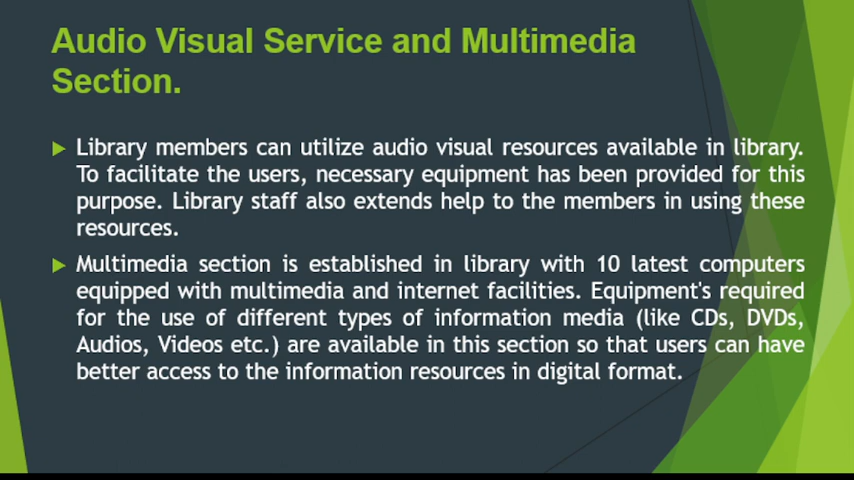 Audio Visual Service and Multimedia
Section.
Library members can utilize audio visual resources available in library.
To facilitate the users, necessary equipment has been provided for this
purpose. Library staff also extends help to the members in using these
resources.
Multimedia section is established in library with 10 latest computers
equipped with multimedia and internet facilities. Equipment's required
for the use of different types of information media (like CDs, DVDs,
Audios, Videos etc.) are available in this section so that users can have
better access to the information resources in digital format.